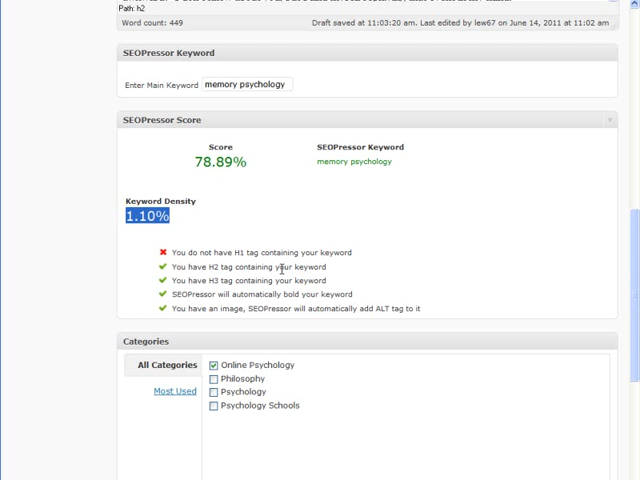 Path: h2
Word count: 449 Draft saved at 11:03:20 am. Last edited by lew67 on June 14, 2011 at 11:02 am
SEOPressor Keyword
Enter Main Keyword memory psychology
SEOPressor Score
Score SEOPressor Keyword
78.89% memory psychology
Keyword Density
1.10%
You do not have H1 tag containing your keyword
You have H2 tag containing your keyword
You have H3 tag containing your keyword
SEOPressor will automatically bold your keyword
You have an image, SEOPressor will automatically add ALT tag to it
Categories
All Categories Online Psychology
Philosophy
Most Used Psychology
Psychology Schools